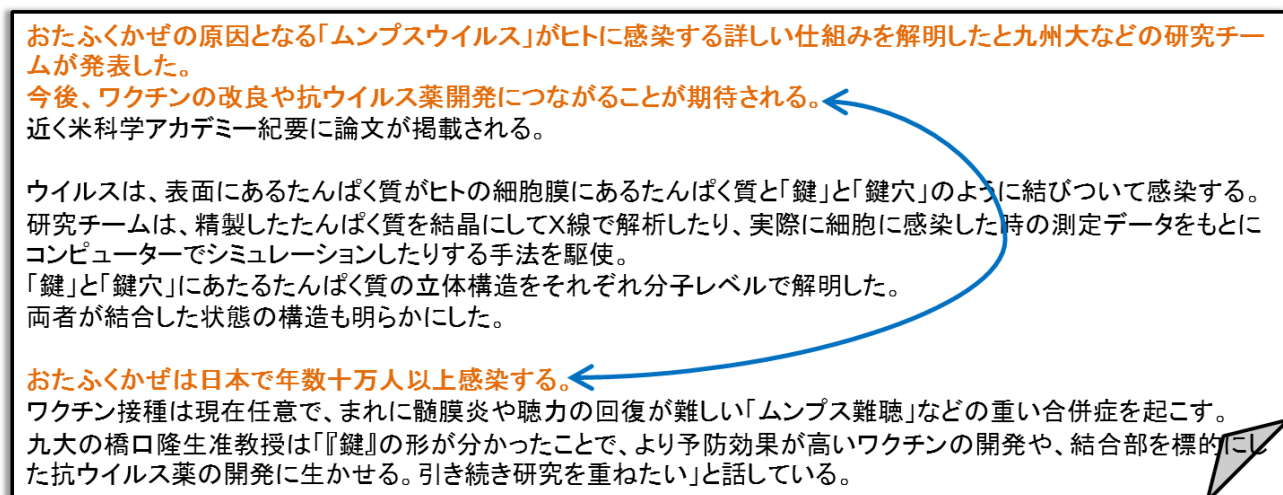 おたふくかぜの原因となる「ムンプスウイルス」がヒトに感染する詳しい仕組みを解明したと九州大などの研究チー
ムが発表した。
今後、ワクチンの改良や抗ウイルス薬開発につながることが期待される。
近く米科学アカデミー紀要に論文が掲載される。
ウイルスは、表面にあるたんぱく質がヒトの細胞膜にあるたんぱく質と「鍵」と「鍵穴」のように結びついて感染する。
研究チームは、精製したたんぱく質を結晶にしてX線で解析したり、実際に細胞に感染した時の測定データをもとに
コンピューターでシミュレーションしたりする手法を駆使。
「鍵」と「鍵穴」にあたるたんぱく質の立体構造をそれぞれ分子レベルで解明した。
両者が結合した状態の構造も明らかにした。
おたふくかぜは日本で年数十万人以上感染する。
ワクチン接種は現在任意で、まれに髄膜炎や聴力の回復が難しい「ムンプス難聴」などの重い合併症を起こす。
九大の橋口隆生准教授は「『鍵』の形が分かったことで、より予防効果が高いワクチンの開発や、結合部を標的にし
た抗ウイルス薬の開発に生かせる。引き続き研究を重ねたい」と話している。